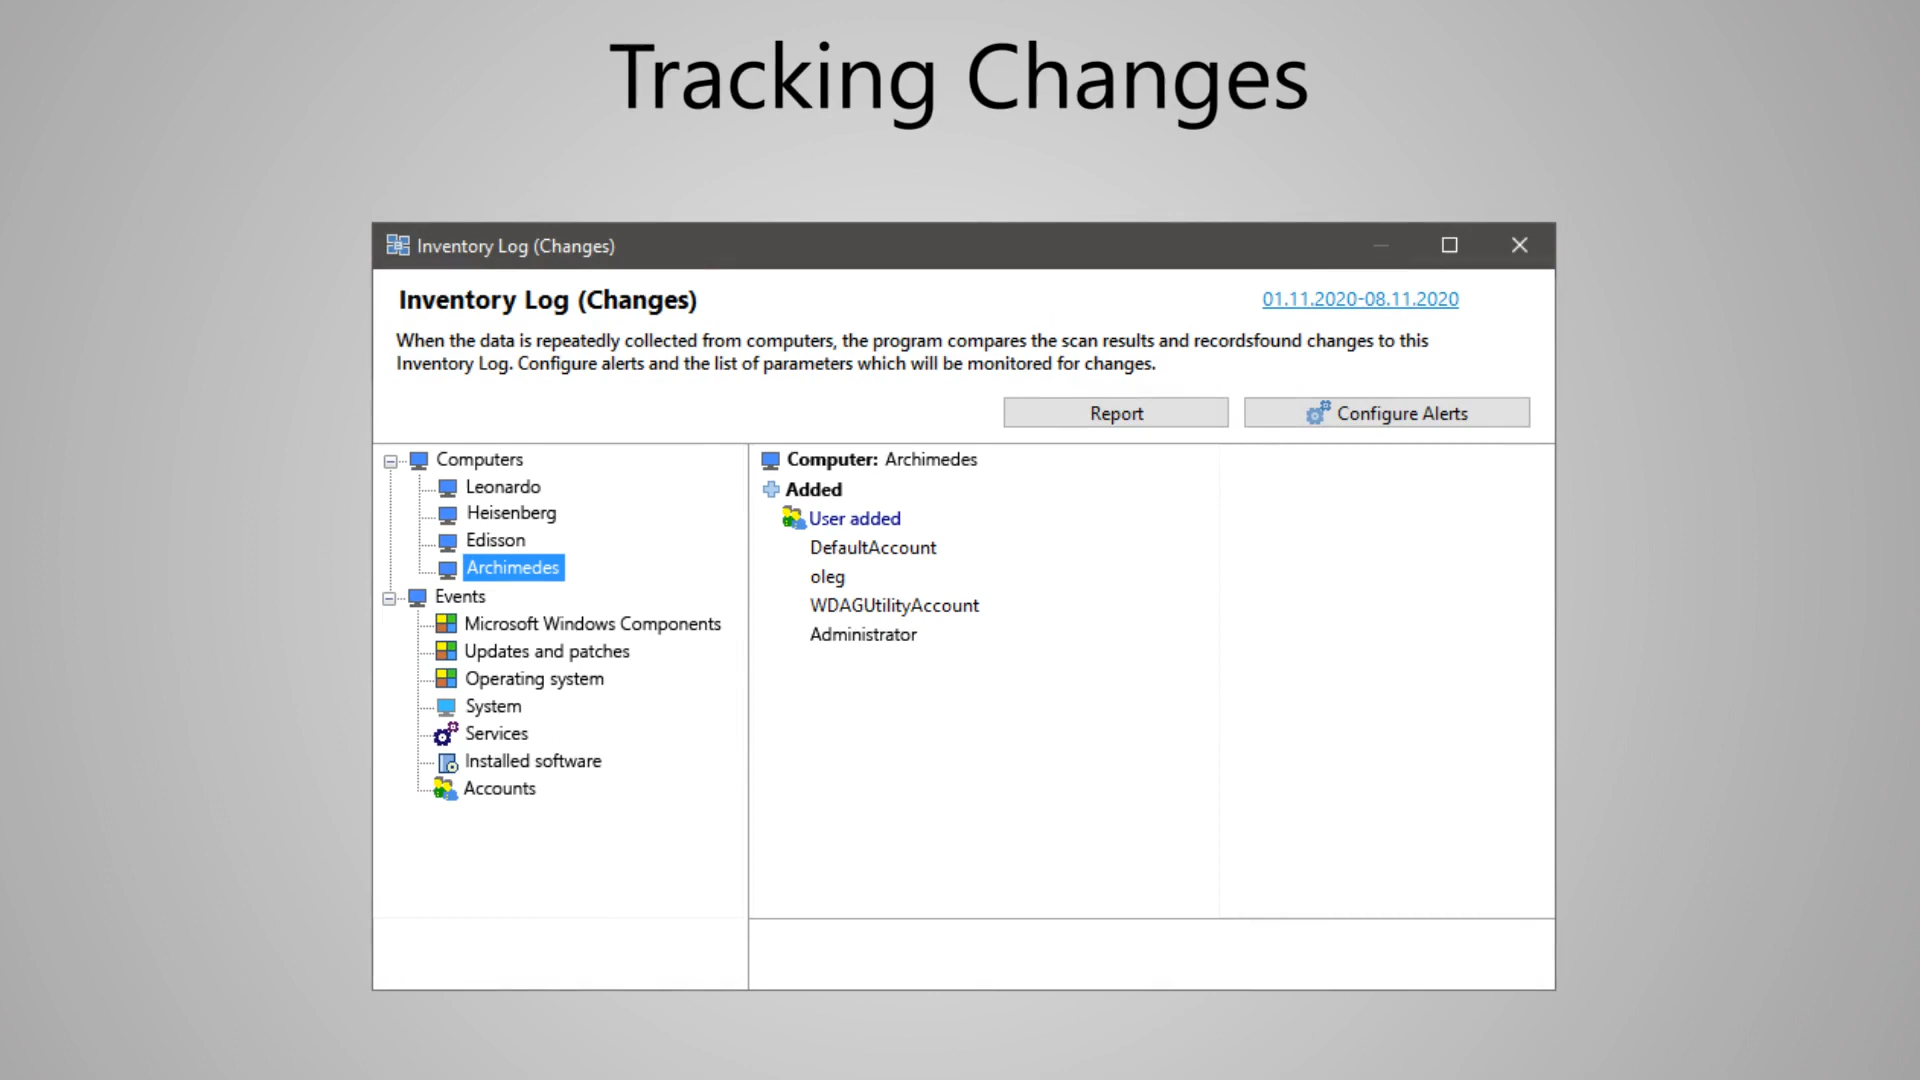 Tracking Changes
Inventory Log (Changes)
Inventory Log (Changes)
01.11.2020-08.11.2020
When the data is repeatedly collected from computers, the program compares the scan results and recordsfound changes to this
Inventory Log. Configure alerts and the list of parameters which will be monitored for changes.
Report
Configure Alerts
Computers
Leonardo
Heisenberg
Edisson
Archimedes
Events
Microsoft Windows Components
Updates and patches
Operating system
System
Services
Installed software
Accounts
Computer: Archimedes
Added
User added
DefaultAccount
oleg
WDAGUtilityAccount
Administrator